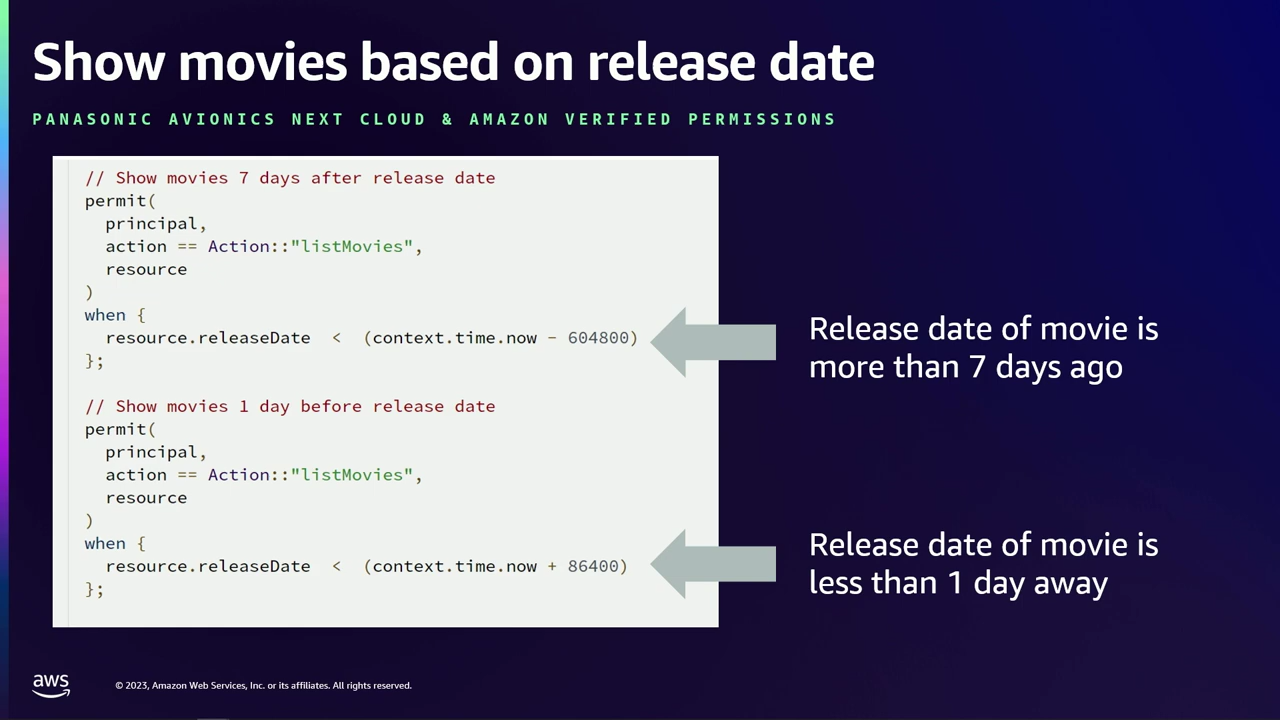 Show movies based on release date
PANASONIC AVIONICS NEXT CLOUD & AMAZON VERIFIED PERMISSIONS
// Show movies 7 days after release date
permit(
  principal,
  action == Action::"listMovies",
  resource
)
when {
  resource.releaseDate  <  (context.time.now - 604800)
};
Release date of movie is
more than 7 days ago
// Show movies 1 day before release date
permit(
  principal,
  action == Action::"listMovies",
  resource
)
when {
  resource.releaseDate  <  (context.time.now + 86400)
};
Release date of movie is
less than 1 day away
aws
© 2023, Amazon Web Services, Inc. or its affiliates. All rights reserved.